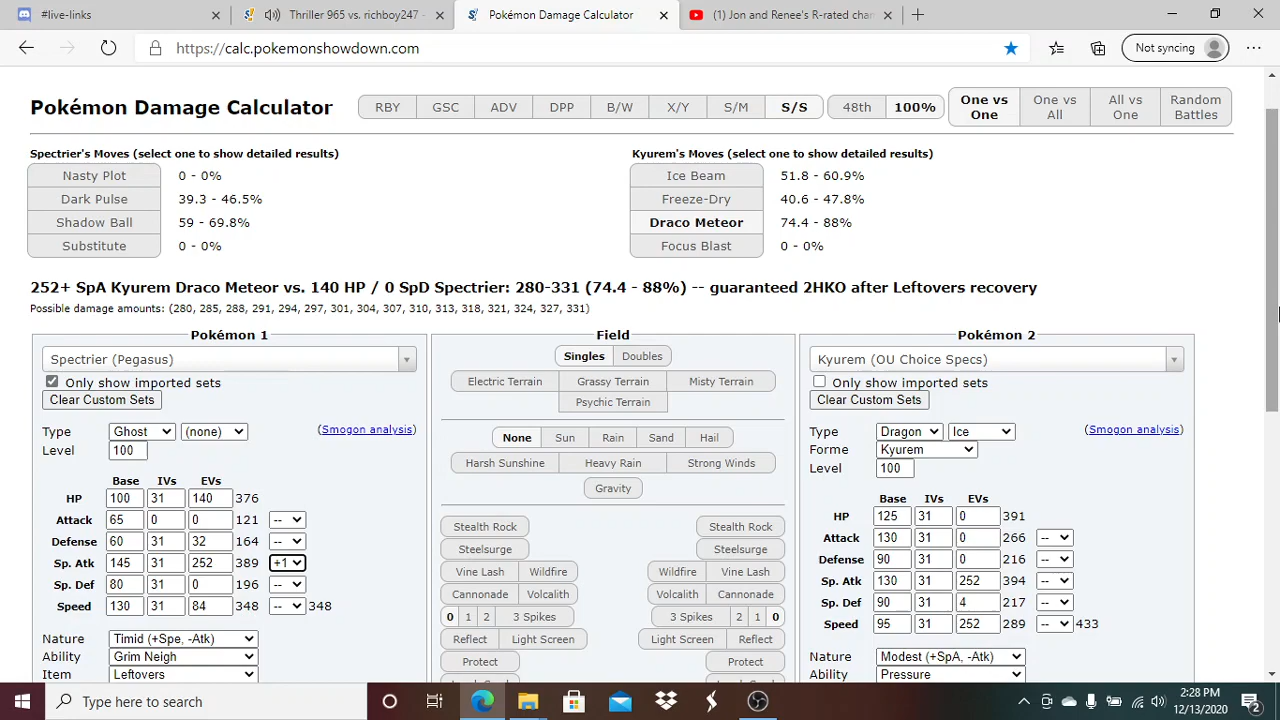 #live-links
Thriller 965 vs. richboy247 -
Pokémon Damage Calculator
(1) Jon and Renee's R-rated chan
https://calc.pokemonshowdown.com
Not syncing
Pokémon Damage Calculator
RBY GSC ADV DPP B/W X/Y S/M S/S 48th 100%
One vs One
One vs All
All vs One
Random Battles
Spectrier's Moves (select one to show detailed results)
Nasty Plot 0 - 0%
Dark Pulse 39.3 - 46.5%
Shadow Ball 59 - 69.8%
Substitute 0 - 0%
Kyurem's Moves (select one to show detailed results)
Ice Beam 51.8 - 60.9%
Freeze-Dry 40.6 - 47.8%
Draco Meteor 74.4 - 88%
Focus Blast 0 - 0%
252+ SpA Kyurem Draco Meteor vs. 140 HP / 0 SpD Spectrier: 280-331 (74.4 - 88%) -- guaranteed 2HKO after Leftovers recovery
Possible damage amounts: (280, 285, 288, 291, 294, 297, 301, 304, 307, 310, 313, 318, 321, 324, 327, 331)
Pokémon 1
Spectrier (Pegasus)
Only show imported sets
Clear Custom Sets
Type Ghost (none) (Smogon analysis)
Level 100
Base IVs EVs
HP 100 31 140 376
Attack 65 0 0 121 --
Defense 60 31 32 164 --
Sp. Atk 145 31 252 389 +1
Sp. Def 80 31 0 196 --
Speed 130 31 84 348 -- 348
Nature Timid (+Spe, -Atk)
Ability Grim Neigh
Item Leftovers
Field
Singles Doubles
Electric Terrain Grassy Terrain Misty Terrain
Psychic Terrain
None Sun Rain Sand Hail
Harsh Sunshine Heavy Rain Strong Winds
Gravity
Stealth Rock Stealth Rock
Steelsurge Steelsurge
Vine Lash Wildfire Wildfire Vine Lash
Cannonade Volcalith Volcalith Cannonade
0 1 2 3 Spikes 3 Spikes 2 1 0
Reflect Light Screen Light Screen Reflect
Protect Protect
Pokémon 2
Kyurem (OU Choice Specs)
Only show imported sets
Clear Custom Sets
Type Dragon Ice (Smogon analysis)
Forme Kyurem
Level 100
Base IVs EVs
HP 125 31 0 391
Attack 130 31 0 266 --
Defense 90 31 0 216 --
Sp. Atk 130 31 252 394 --
Sp. Def 90 31 4 217 --
Speed 95 31 252 289 -- 433
Nature Modest (+SpA, -Atk)
Ability Pressure
Type here to search
2:28 PM
12/13/2020
2